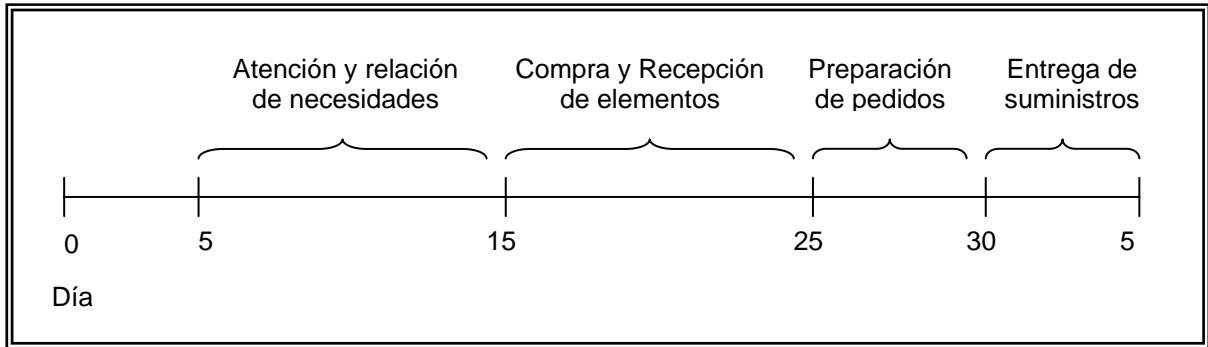 Atención y relación
de necesidades
Compra y Recepción
de elementos
Preparación
de pedidos
Entrega de
suministros
0
5
15
25
30
5
Día